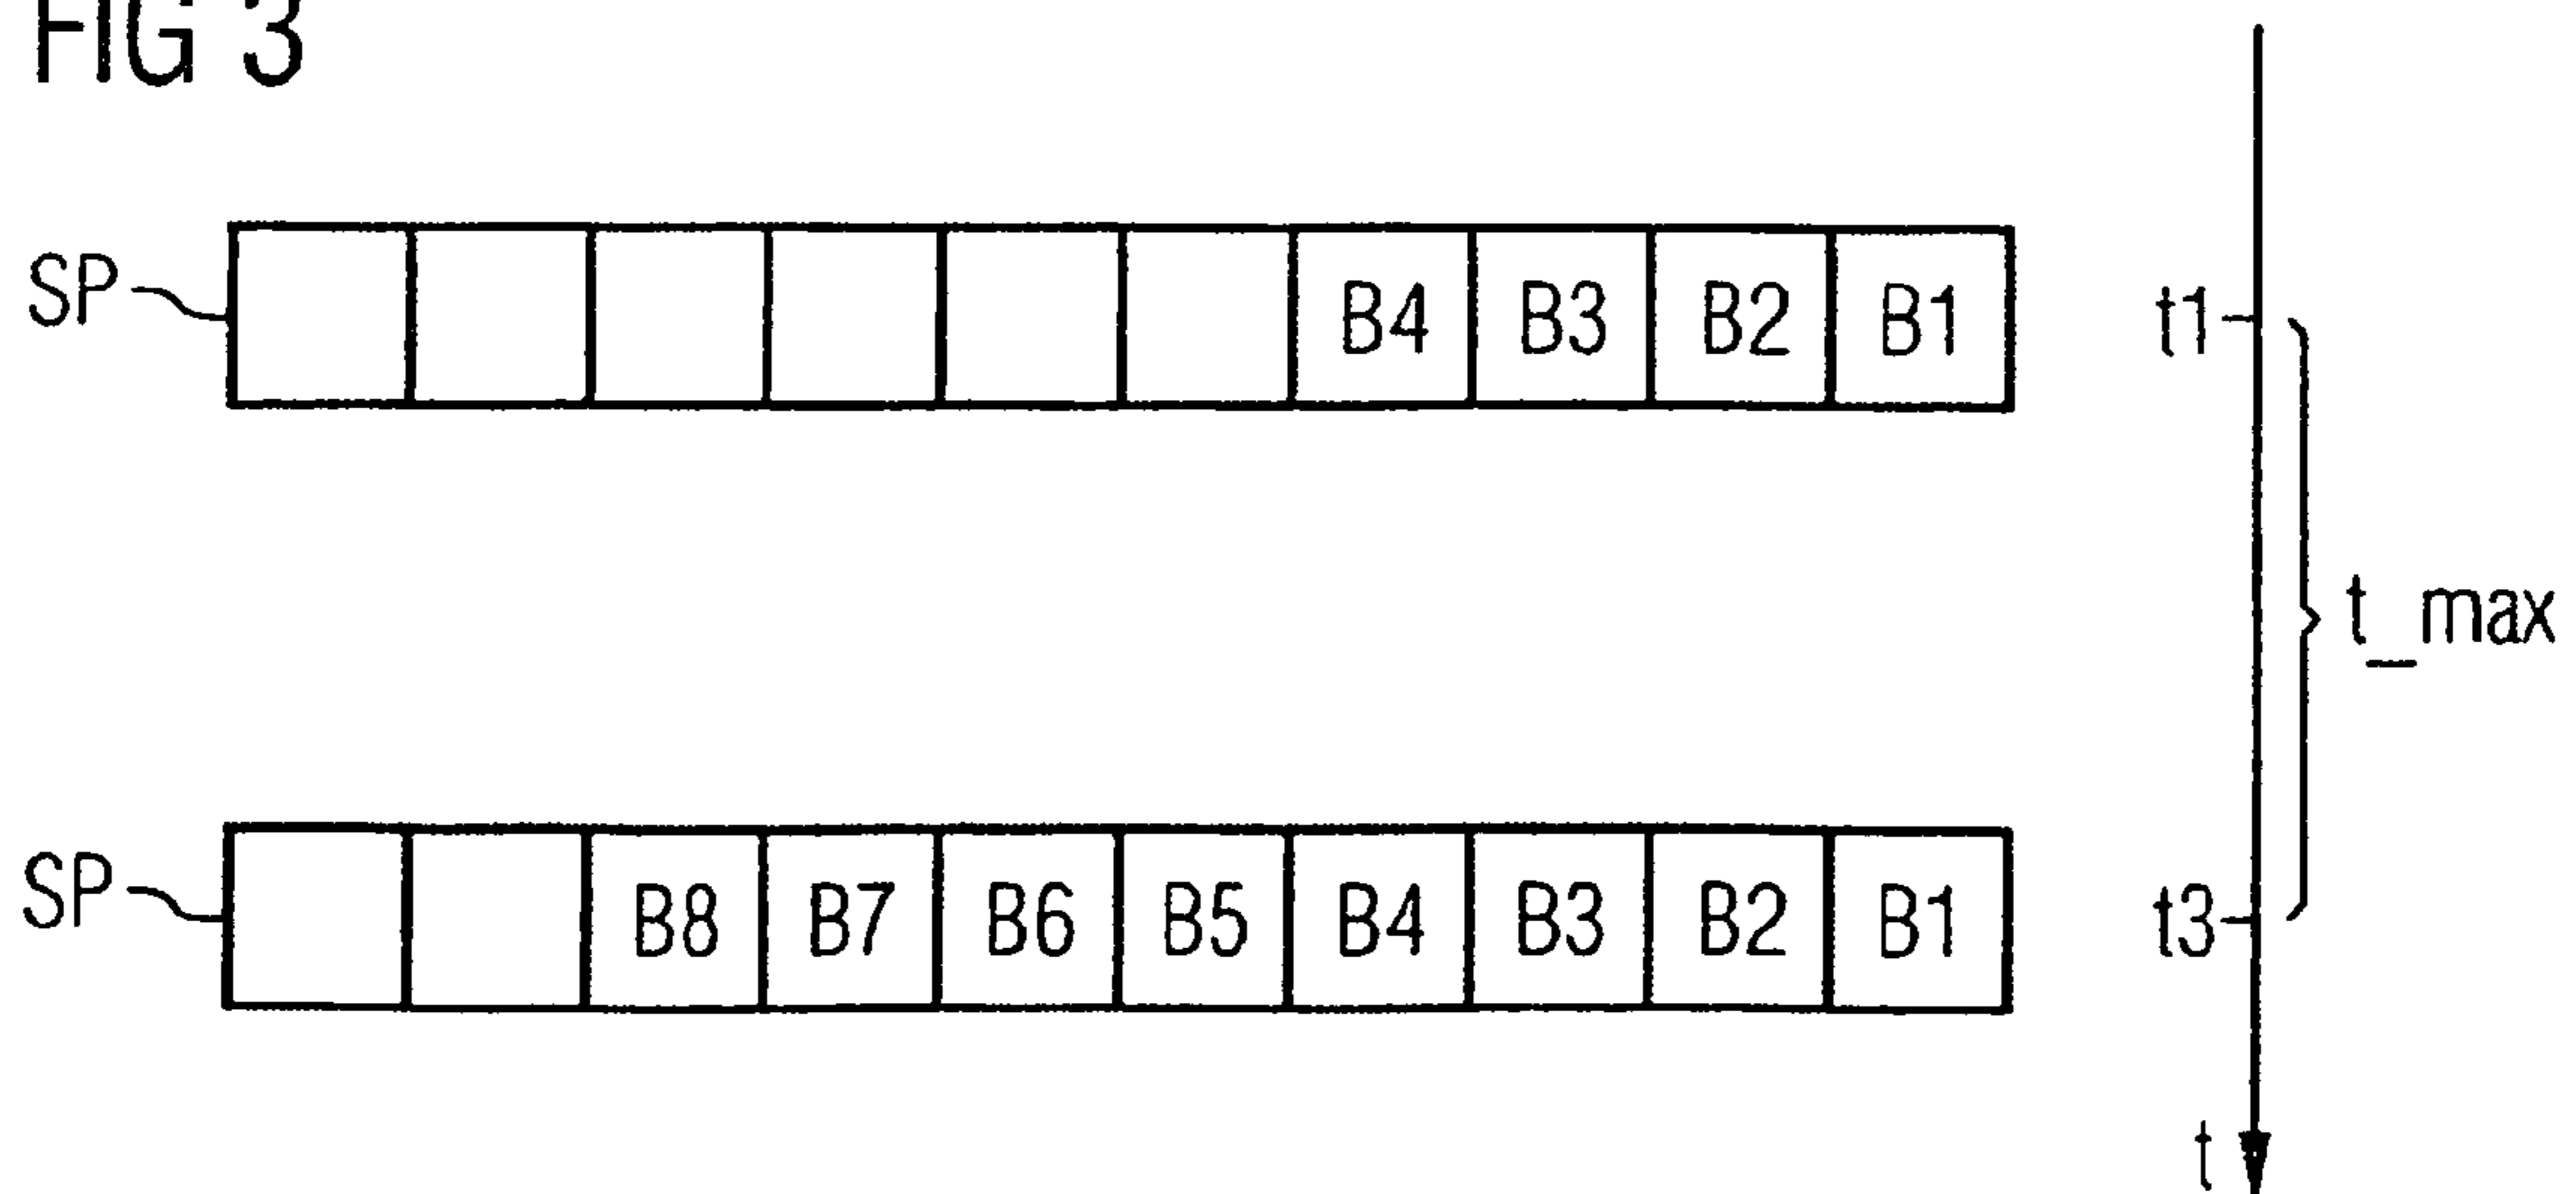 FIG 3
SP B4 B3 B2 B1 t1
t_max
SP B8 B7 B6 B5 B4 B3 B2 B1 t3
t